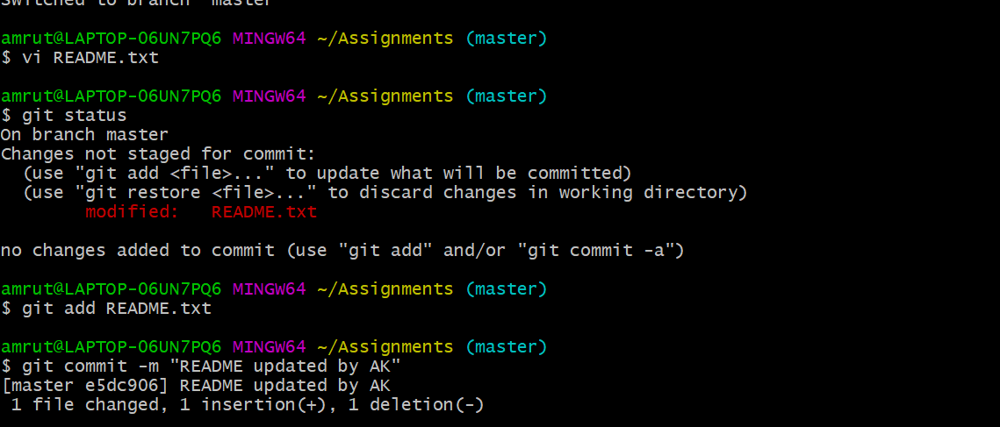 Switched to branch 'master'
amrut@LAPTOP-O6UN7PQ6 MINGW64 ~/Assignments (master)
$ vi README.txt
amrut@LAPTOP-O6UN7PQ6 MINGW64 ~/Assignments (master)
$ git status
On branch master
Changes not staged for commit:
  (use "git add <file>..." to update what will be committed)
  (use "git restore <file>..." to discard changes in working directory)
        modified:   README.txt
no changes added to commit (use "git add" and/or "git commit -a")
amrut@LAPTOP-O6UN7PQ6 MINGW64 ~/Assignments (master)
$ git add README.txt
amrut@LAPTOP-O6UN7PQ6 MINGW64 ~/Assignments (master)
$ git commit -m "README updated by AK"
[master e5dc906] README updated by AK
 1 file changed, 1 insertion(+), 1 deletion(-)